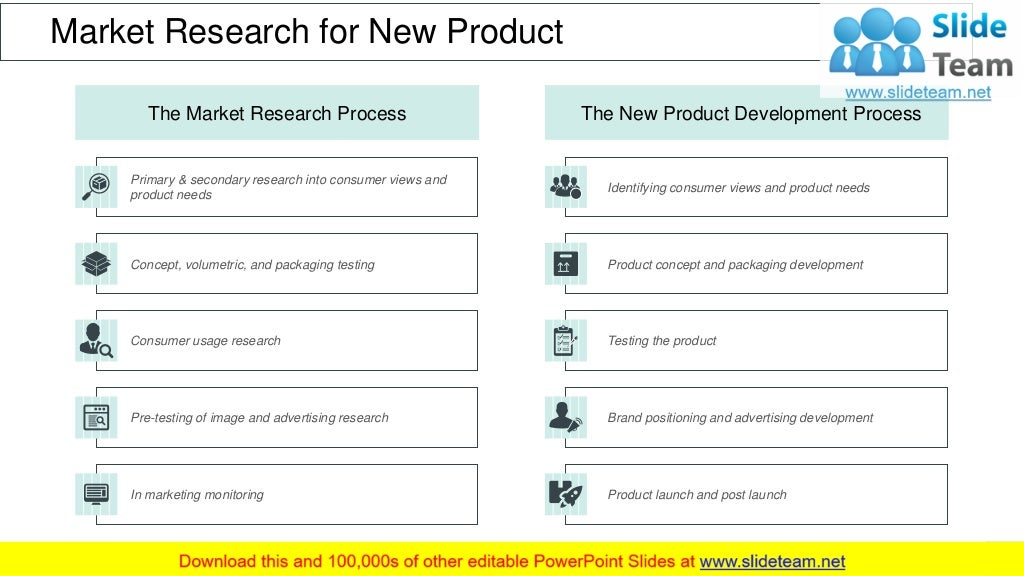 Market Research for New Product
Slide
Team
www.slideteam.net
The Market Research Process
Primary & secondary research into consumer views and
product needs
Concept, volumetric, and packaging testing
Consumer usage research
Pre-testing of image and advertising research
In marketing monitoring
The New Product Development Process
Identifying consumer views and product needs
Product concept and packaging development
Testing the product
Brand positioning and advertising development
Product launch and post launch
Download this and 100,000s of other editable PowerPoint Slides at www.slideteam.net